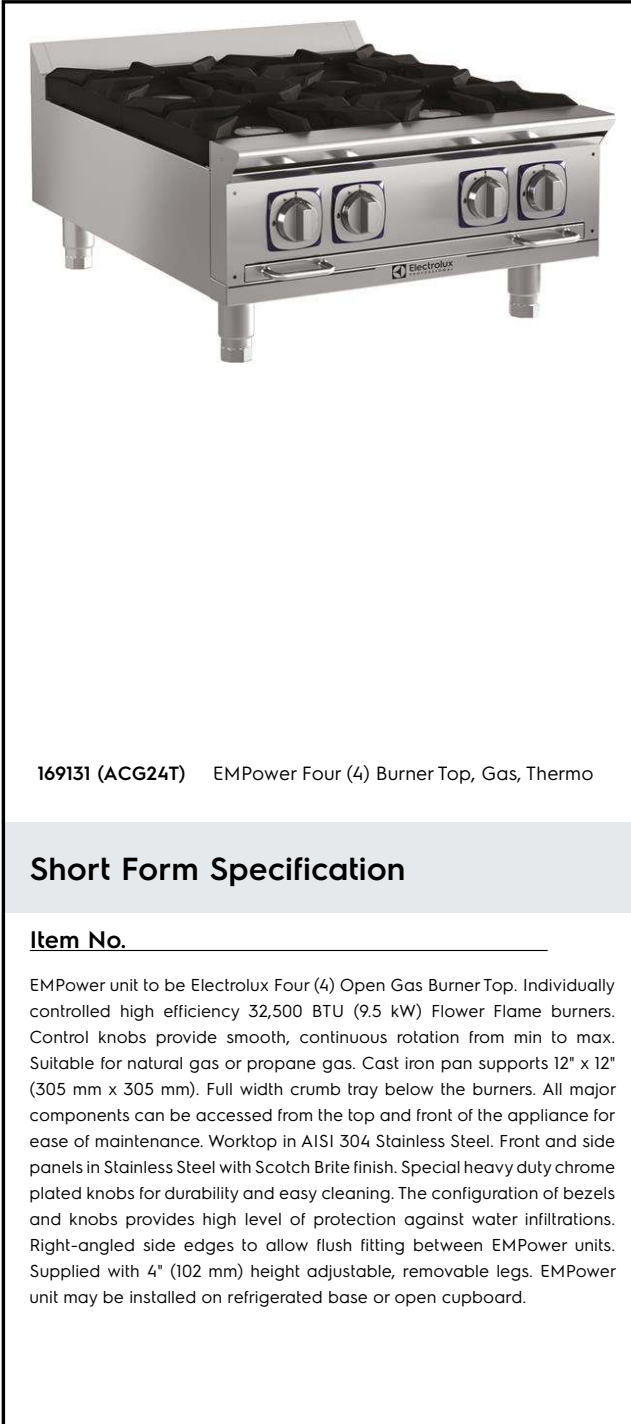 Electrolux
PROFESSIONAL
169131 (ACG24T) EMPower Four (4) Burner Top, Gas, Thermo
Short Form Specification
Item No.
EMPower unit to be Electrolux Four (4) Open Gas Burner Top. Individually
controlled high efficiency 32,500 BTU (9.5 kW) Flower Flame burners.
Control knobs provide smooth, continuous rotation from min to max.
Suitable for natural gas or propane gas. Cast iron pan supports 12" x 12"
(305 mm x 305 mm). Full width crumb tray below the burners. All major
components can be accessed from the top and front of the appliance for
ease of maintenance. Worktop in AISI 304 Stainless Steel. Front and side
panels in Stainless Steel with Scotch Brite finish. Special heavy duty chrome
plated knobs for durability and easy cleaning. The configuration of bezels
and knobs provides high level of protection against water infiltrations.
Right-angled side edges to allow flush fitting between EMPower units.
Supplied with 4" (102 mm) height adjustable, removable legs. EMPower
unit may be installed on refrigerated base or open cupboard.